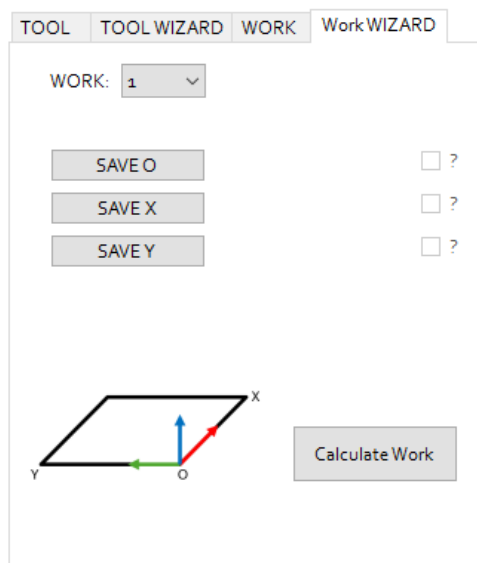 TOOL TOOL WIZARD WORK Work WIZARD
WORK: 1
SAVE O ?
SAVE X ?
SAVE Y ?
X
Calculate Work
Y O